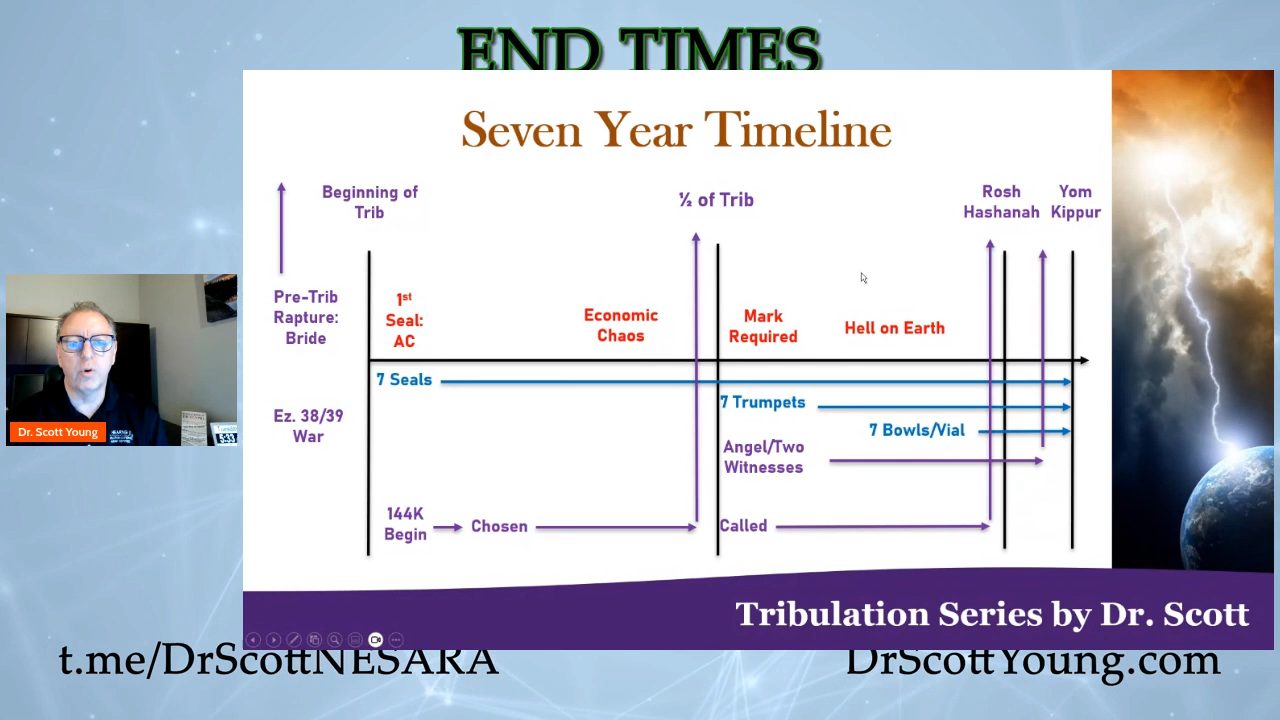 END TIMES
Seven Year Timeline
Beginning of
Trib
½ of Trib
Rosh
Hashanah
Yom
Kippur
Pre-Trib
Rapture:
Bride
1st
Seal:
AC
Economic
Chaos
Mark
Required
Hell on Earth
7 Seals
7 Trumpets
7 Bowls/Vial
Ez. 38/39
War
Angel/Two
Witnesses
144K
Begin
Chosen
Called
Dr. Scott Young
Tribulation Series by Dr. Scott
t.me/DrScottNESARA
DrScottYoung.com